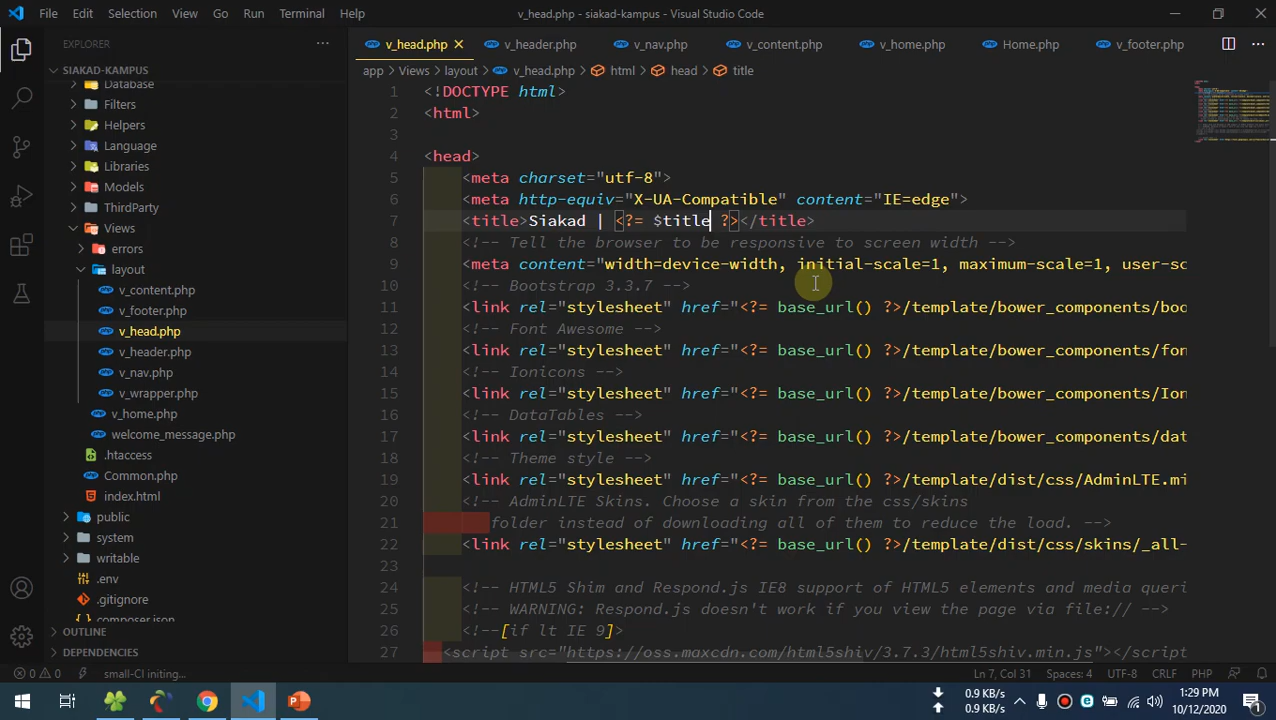 File Edit Selection View Go Run Terminal Help v_head.php - siakad-kampus - Visual Studio Code
EXPLORER
SIAKAD-KAMPUS
Database
Filters
Helpers
Language
Libraries
Models
ThirdParty
Views
errors
layout
v_content.php
v_footer.php
v_head.php
v_header.php
v_nav.php
v_wrapper.php
v_home.php
welcome_message.php
.htaccess
Common.php
index.html
public
system
writable
.env
.gitignore
composer.json
OUTLINE
DEPENDENCIES
v_head.php v_header.php v_nav.php v_content.php v_home.php Home.php v_footer.php
app > Views > layout > v_head.php > html > head > title
1 <!DOCTYPE html>
2 <html>
3
4 <head>
5 <meta charset="utf-8">
6 <meta http-equiv="X-UA-Compatible" content="IE=edge">
7 <title>Siakad | <?= $title ?></title>
8 <!-- Tell the browser to be responsive to screen width -->
9 <meta content="width=device-width, initial-scale=1, maximum-scale=1, user-sc
10 <!-- Bootstrap 3.3.7 -->
11 <link rel="stylesheet" href="<?= base_url() ?>/template/bower_components/boo
12 <!-- Font Awesome -->
13 <link rel="stylesheet" href="<?= base_url() ?>/template/bower_components/fon
14 <!-- Ionicons -->
15 <link rel="stylesheet" href="<?= base_url() ?>/template/bower_components/Ion
16 <!-- DataTables -->
17 <link rel="stylesheet" href="<?= base_url() ?>/template/bower_components/dat
18 <!-- Theme style -->
19 <link rel="stylesheet" href="<?= base_url() ?>/template/dist/css/AdminLTE.mi
20 <!-- AdminLTE Skins. Choose a skin from the css/skins
21 folder instead of downloading all of them to reduce the load. -->
22 <link rel="stylesheet" href="<?= base_url() ?>/template/dist/css/skins/_all-
23
24 <!-- HTML5 Shim and Respond.js IE8 support of HTML5 elements and media queri
25 <!-- WARNING: Respond.js doesn't work if you view the page via file:// -->
26 <!--[if lt IE 9]>
27 <script src="https://oss.maxcdn.com/html5shiv/3.7.3/html5shiv.min.js"></script
0 0 small-CI initing... Ln 7, Col 31 Spaces: 4 UTF-8 CRLF PHP
0.9 KB/s
0.9 KB/s
1:29 PM
10/12/2020
1